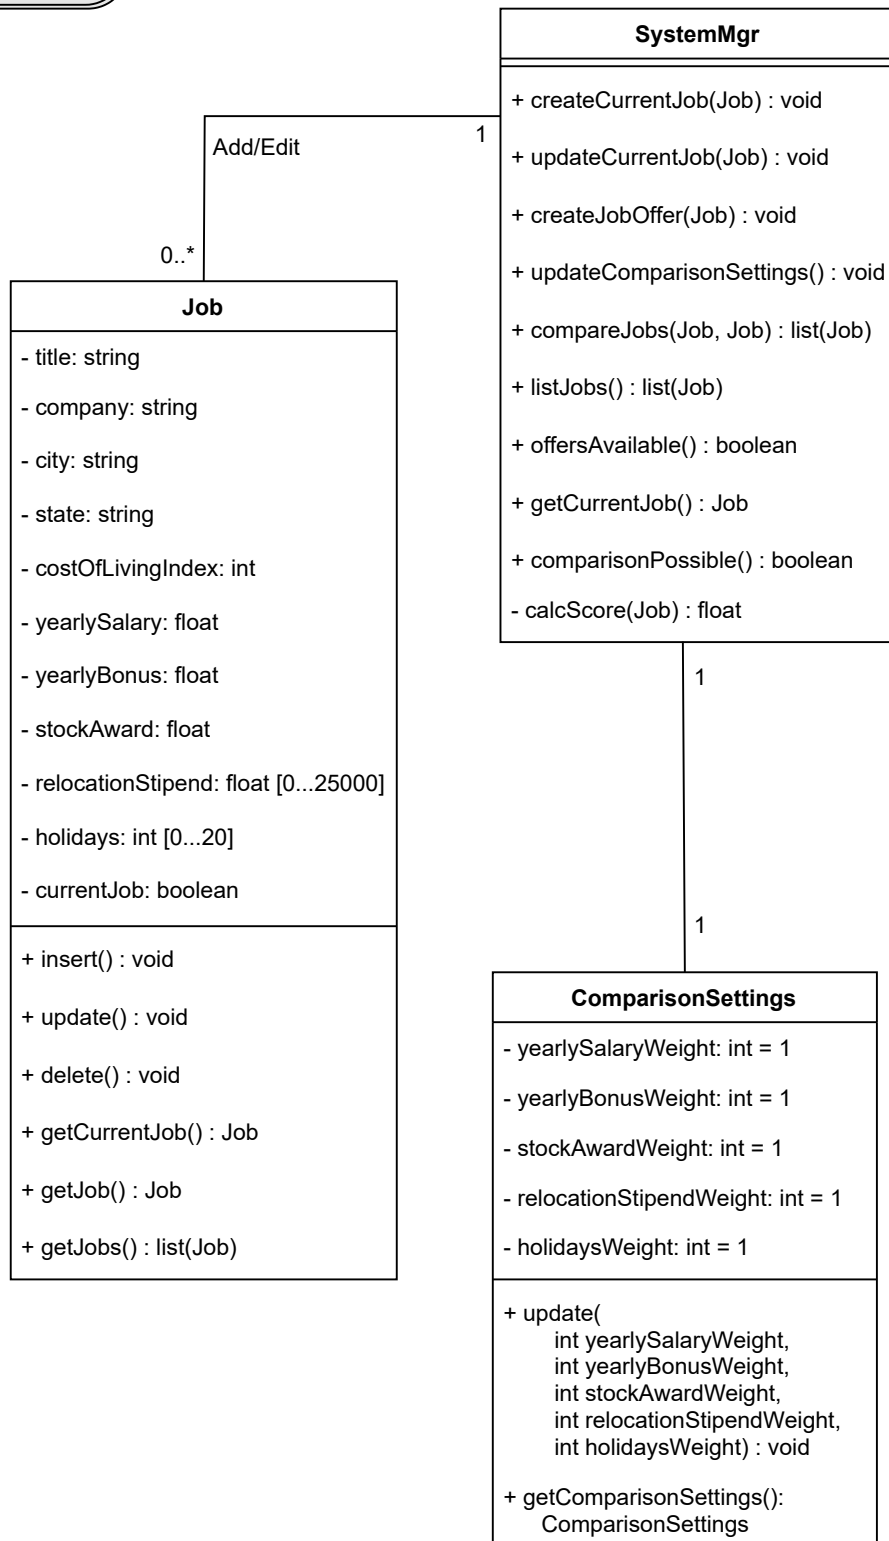 SystemMgr
+ createCurrentJob(Job) : void
+ updateCurrentJob(Job) : void
+ createJobOffer(Job) : void
+ updateComparisonSettings() : void
+ compareJobs(Job, Job) : list(Job)
+ listJobs() : list(Job)
+ offersAvailable() : boolean
+ getCurrentJob() : Job
+ comparisonPossible() : boolean
- calcScore(Job) : float
1
Add/Edit
0..*
Job
- title: string
- company: string
- city: string
- state: string
- costOfLivingIndex: int
- yearlySalary: float
- yearlyBonus: float
- stockAward: float
- relocationStipend: float [0...25000]
- holidays: int [0...20]
- currentJob: boolean
+ insert() : void
+ update() : void
+ delete() : void
+ getCurrentJob() : Job
+ getJob() : Job
+ getJobs() : list(Job)
1
1
ComparisonSettings
- yearlySalaryWeight: int = 1
- yearlyBonusWeight: int = 1
- stockAwardWeight: int = 1
- relocationStipendWeight: int = 1
- holidaysWeight: int = 1
+ update(
int yearlySalaryWeight,
int yearlyBonusWeight,
int stockAwardWeight,
int relocationStipendWeight,
int holidaysWeight) : void
+ getComparisonSettings():
ComparisonSettings